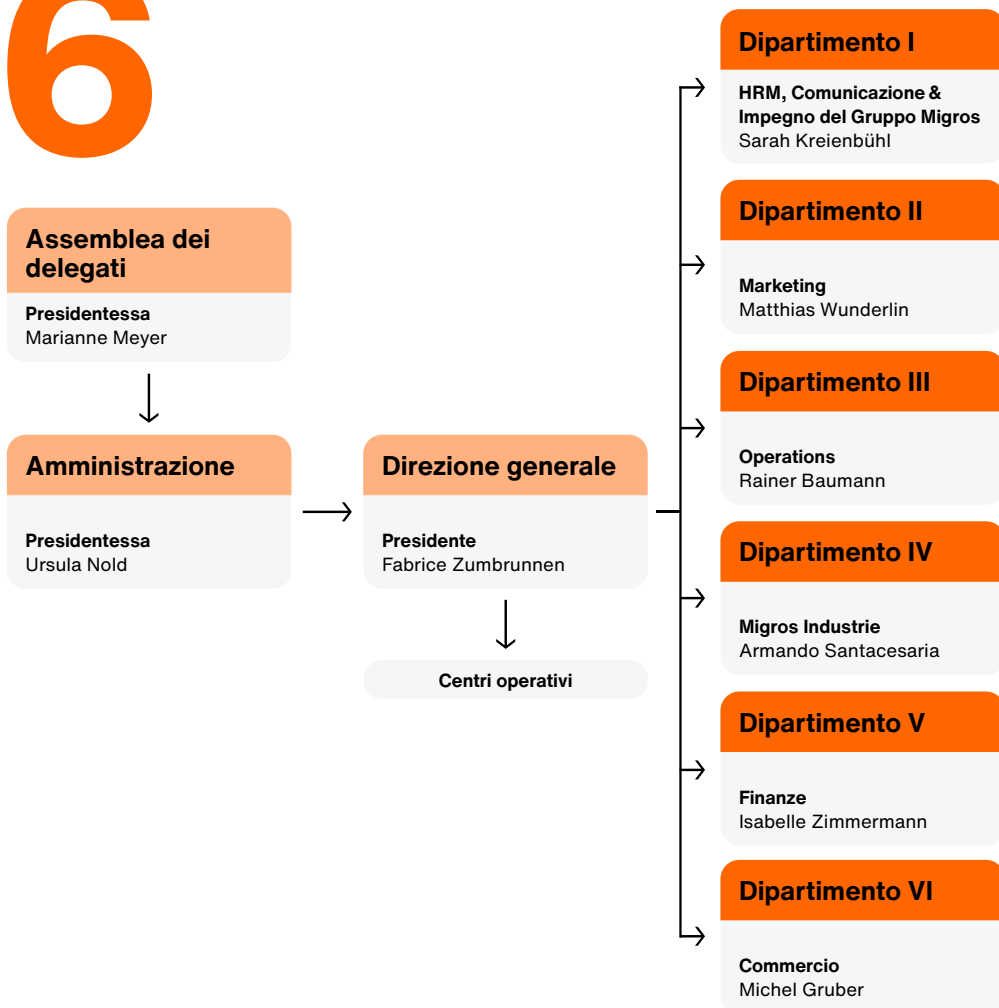 6
Assemblea dei
delegati
Presidentessa
Marianne Meyer
Amministrazione
Presidentessa
Ursula Nold
Direzione generale
Presidente
Fabrice Zumbrunnen
Centri operativi
Dipartimento I
HRM, Comunicazione &
Impegno del Gruppo Migros
Sarah Kreienbühl
Dipartimento II
Marketing
Matthias Wunderlin
Dipartimento III
Operations
Rainer Baumann
Dipartimento IV
Migros Industrie
Armando Santacesaria
Dipartimento V
Finanze
Isabelle Zimmermann
Dipartimento VI
Commercio
Michel Gruber